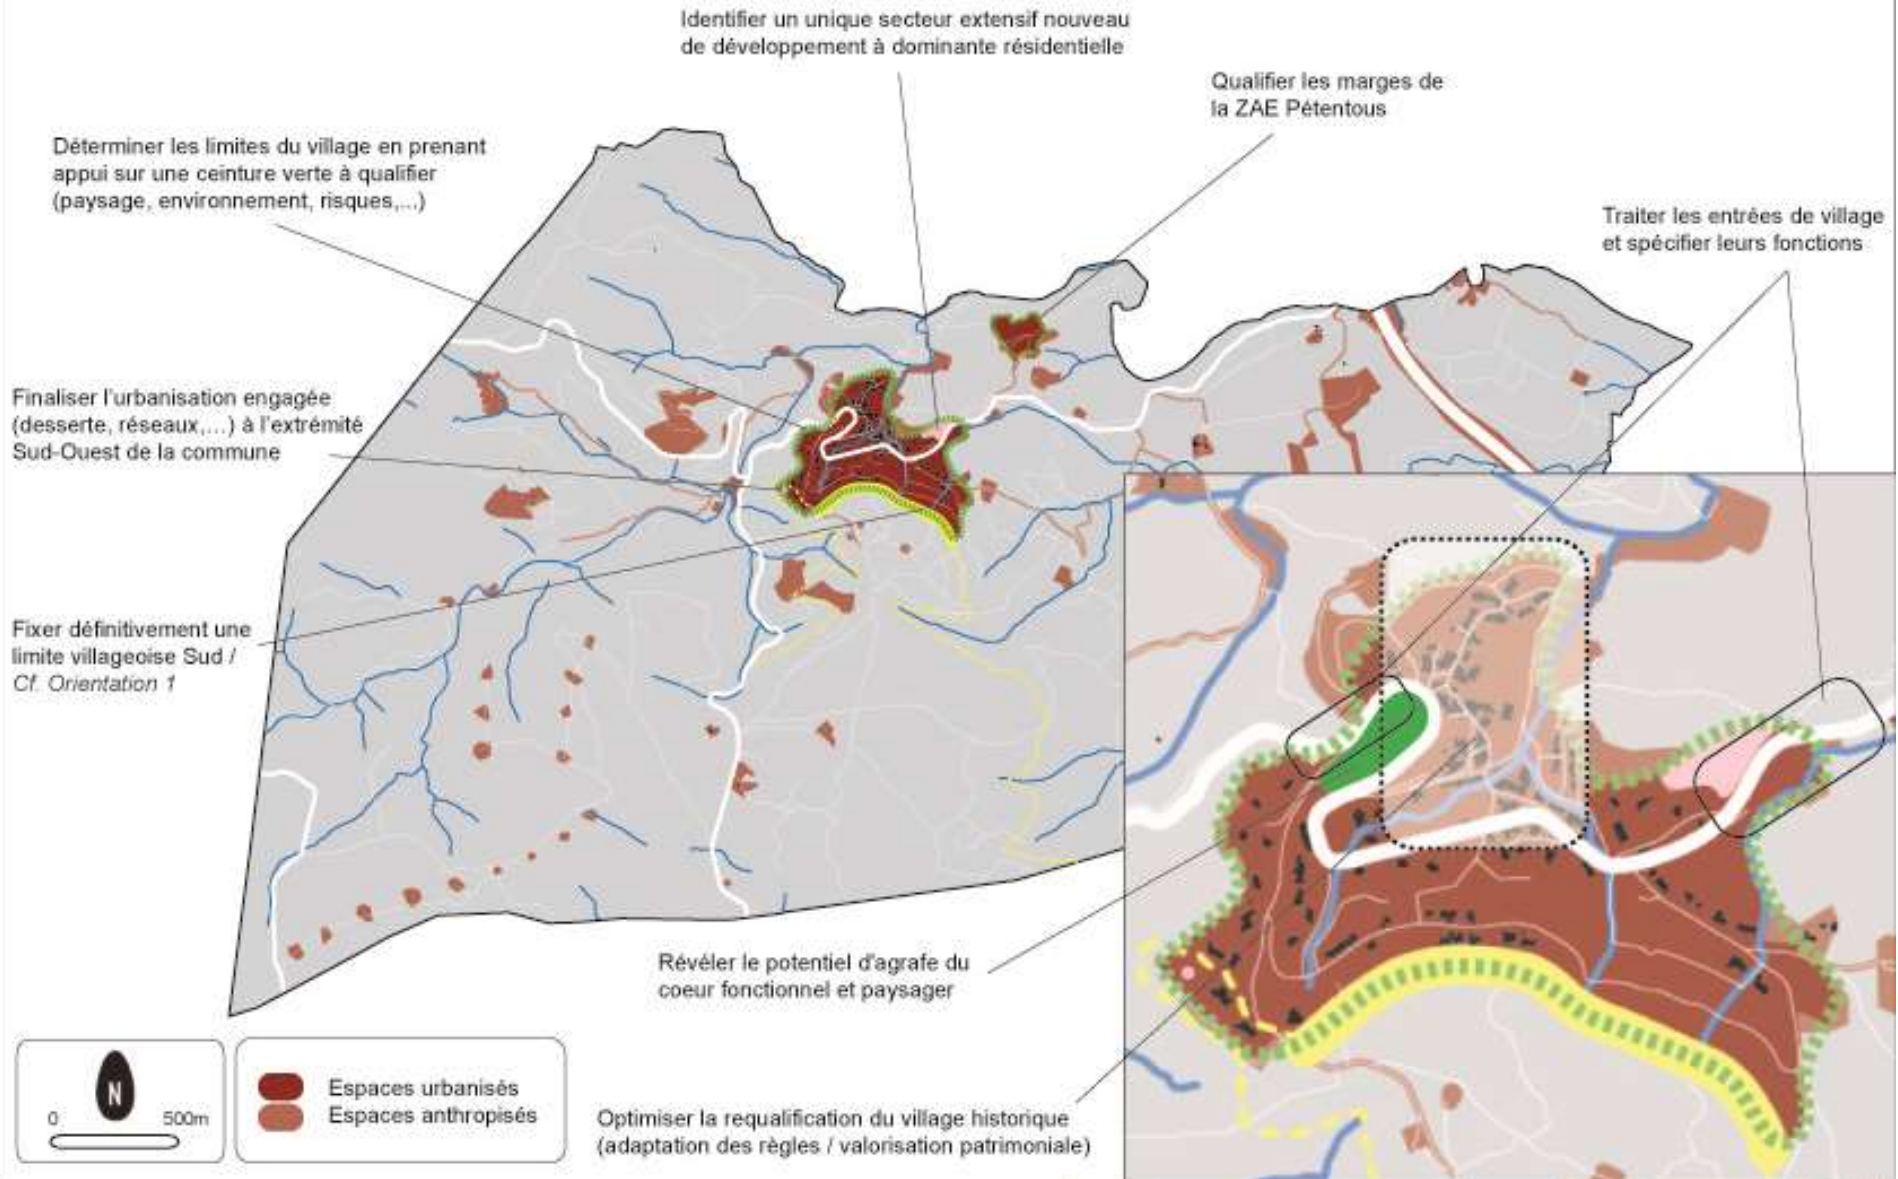 Identifier un unique secteur extensif nouveau
de développement à dominante résidentielle
Qualifier les marges de
la ZAE Pétentous
Déterminer les limites du village en prenant
appui sur une ceinture verte à qualifier
(paysage, environnement, risques,...)
Traiter les entrées de village
et spécifier leurs fonctions
Finaliser l'urbanisation engagée
(desserte, réseaux,...) à l'extrémité
Sud-Ouest de la commune
Fixer définitivement une
limite villageoise Sud /
Cf. Orientation 1
Révéler le potentiel d'agrafe du
coeur fonctionnel et paysager
Optimiser la requalification du village historique
(adaptation des règles / valorisation patrimoniale)
N
0 500m
Espaces urbanisés
Espaces anthropisés